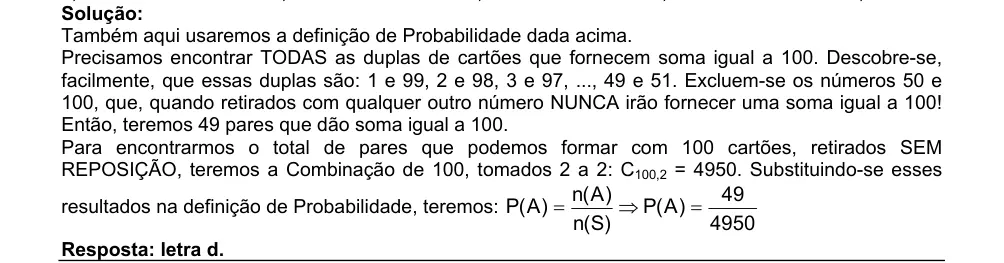 Solução:
Também aqui usaremos a definição de Probabilidade dada acima.
Precisamos encontrar TODAS as duplas de cartões que fornecem soma igual a 100. Descobre-se,
facilmente, que essas duplas são: 1 e 99, 2 e 98, 3 e 97, ..., 49 e 51. Excluem-se os números 50 e
100, que, quando retirados com qualquer outro número NUNCA irão fornecer uma soma igual a 100!
Então, teremos 49 pares que dão soma igual a 100.
Para encontrarmos o total de pares que podemos formar com 100 cartões, retirados SEM
REPOSIÇÃO, teremos a Combinação de 100, tomados 2 a 2: C100,2 = 4950. Substituindo-se esses
resultados na definição de Probabilidade, teremos: P(A) = n(A)/n(S) ⇒ P(A) = 49/4950
Resposta: letra d.